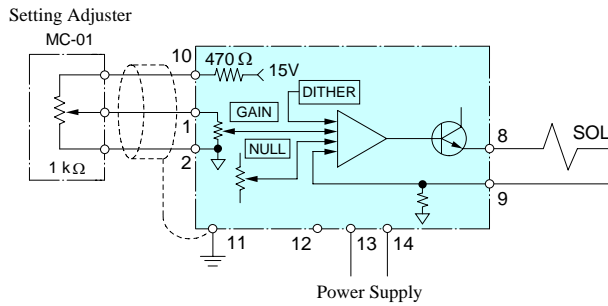 Setting Adjuster
MC-01
10
470 Ω
15V
DITHER
GAIN
1
8
SOL
NULL
2
1 kΩ
9
11
12
13
14
Power Supply